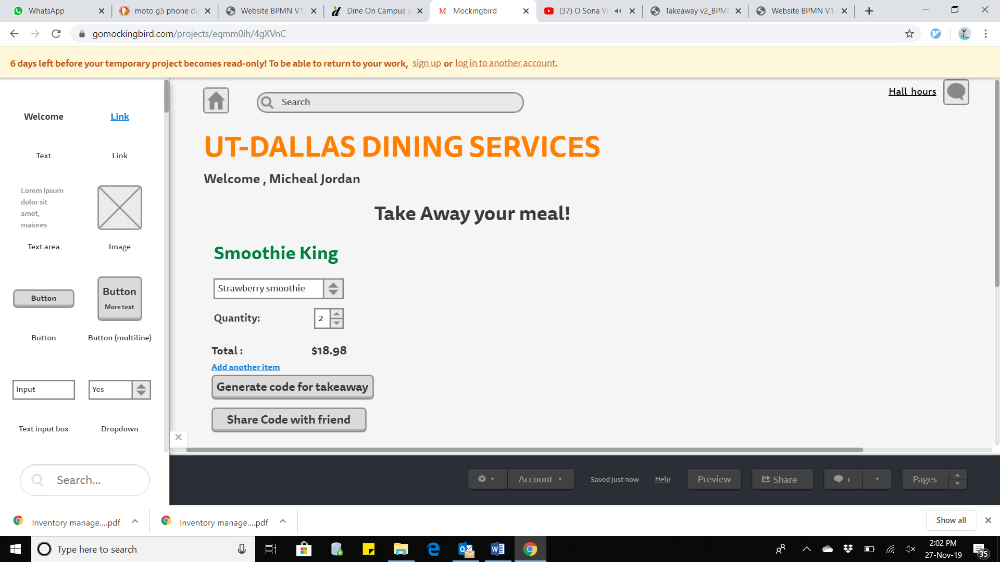 WhatsApp
moto g5 phone du
Website BPMN V1.
Dine On Campus a
M Mockingbird
(37) O Sona Vi
Takeaway v2_BPM
Website BPMN V1.
gomockingbird.com/projects/eqmm0ih/4gXVnC
6 days left before your temporary project becomes read-only! To be able to return to your work, sign up or log in to another account.
Welcome
Link
Text
Link
Lorem ipsum
dolor sit
amet,
maiores
Text area
Image
Button
Button
More text
Button
Button (multiline)
Input
Yes
Text input box
Dropdown
Search...
Search
Hall hours
UT-DALLAS DINING SERVICES
Welcome , Micheal Jordan
Take Away your meal!
Smoothie King
Strawberry smoothie
Quantity:
2
Total :
$18.98
Add another item
Generate code for takeaway
Share Code with friend
Account
Saved just now
Help
Preview
Share
+
Pages
Inventory manage....pdf
Inventory manage....pdf
Show all
Type here to search
2:02 PM
27-Nov-19
35